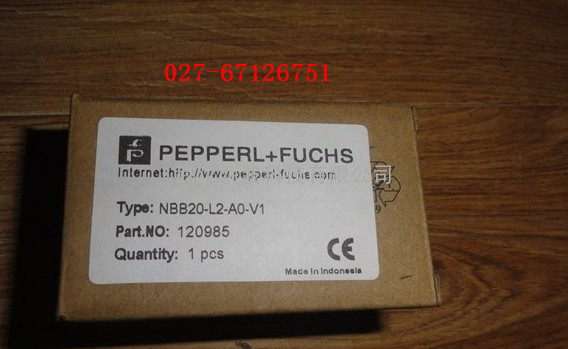 027 67126751
PEPPERL+FUCHS
Internet:http://www.pepperl-fuchs.com
Type: NBB20-L2-A0-V1
Part.NO: 120985
Quantity: 1 pcs
CE
Made In Indonesia